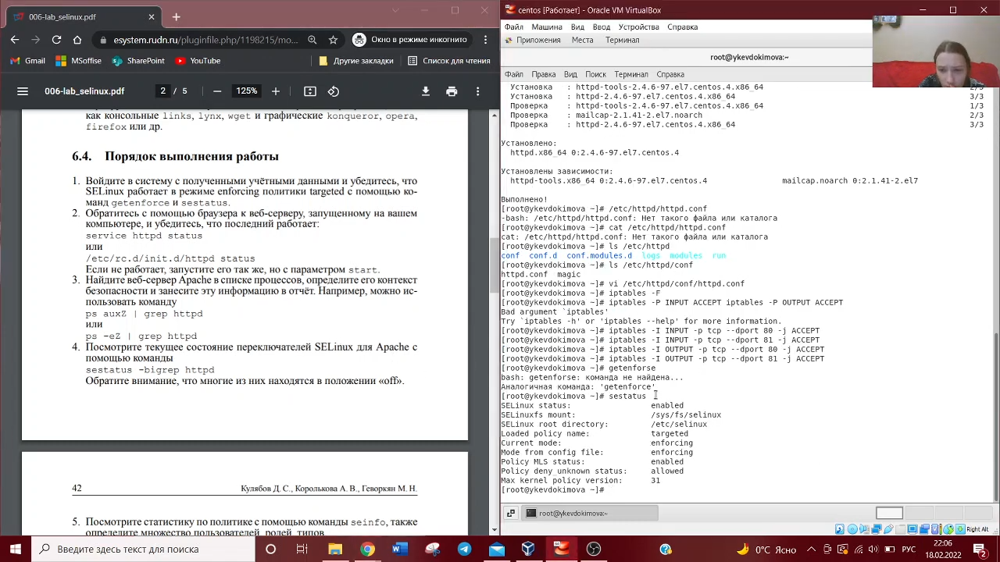 006-lab_selinux.pdf
esystem.rudn.ru/pluginfile.php/1198215/mo...
Окно в режиме инкогнито
Gmail
MSoffise
SharePoint
YouTube
Другие закладки
Список для чтения
006-lab_selinux.pdf
2 / 5
125%
как консольные links, lynx, wget и графические konqueror, opera,
firefox или др.
6.4. Порядок выполнения работы
1. Войдите в систему с полученными учётными данными и убедитесь, что
SELinux работает в режиме enforcing политики targeted с помощью ко-
манд getenforce и sestatus.
2. Обратитесь с помощью браузера к веб-серверу, запущенному на вашем
компьютере, и убедитесь, что последний работает:
service httpd status
или
/etc/rc.d/init.d/httpd status
Если не работает, запустите его так же, но с параметром start.
3. Найдите веб-сервер Apache в списке процессов, определите его контекст
безопасности и занесите эту информацию в отчёт. Например, можно ис-
пользовать команду
ps auxZ | grep httpd
или
ps -eZ | grep httpd
4. Посмотрите текущее состояние переключателей SELinux для Apache с
помощью команды
sestatus -bigrep httpd
Обратите внимание, что многие из них находятся в положении «off».
42
Кулябов Д. С., Королькова А. В., Геворкян М. Н.
5. Посмотрите статистику по политике с помощью команды seinfo, также
определите множество пользователей, ролей, типов.
centos [Работает] - Oracle VM VirtualBox
Файл Машина Вид Ввод Устройства Справка
Приложения Места Терминал
root@ykevdokimova:~
Файл Правка Вид Поиск Терминал Справка
Установка : httpd-tools-2.4.6-97.el7.centos.4.x86_64 2/3
Установка : httpd-2.4.6-97.el7.centos.4.x86_64 3/3
Проверка : httpd-tools-2.4.6-97.el7.centos.4.x86_64 1/3
Проверка : mailcap-2.1.41-2.el7.noarch 2/3
Проверка : httpd-2.4.6-97.el7.centos.4.x86_64 3/3
Установлено:
httpd.x86_64 0:2.4.6-97.el7.centos.4
Установлены зависимости:
httpd-tools.x86_64 0:2.4.6-97.el7.centos.4 mailcap.noarch 0:2.1.41-2.el7
Выполнено!
[root@ykevdokimova ~]# /etc/httpd/httpd.conf
-bash: /etc/httpd/httpd.conf: Нет такого файла или каталога
[root@ykevdokimova ~]# cat /etc/httpd/httpd.conf
cat: /etc/httpd/httpd.conf: Нет такого файла или каталога
[root@ykevdokimova ~]# ls /etc/httpd
conf conf.d conf.modules.d logs modules run
[root@ykevdokimova ~]# ls /etc/httpd/conf
httpd.conf magic
[root@ykevdokimova ~]# vi /etc/httpd/conf/httpd.conf
[root@ykevdokimova ~]# iptables -F
[root@ykevdokimova ~]# iptables -P INPUT ACCEPT iptables -P OUTPUT ACCEPT
Bad argument `iptables'
Try `iptables -h' or 'iptables --help' for more information.
[root@ykevdokimova ~]# iptables -I INPUT -p tcp --dport 80 -j ACCEPT
[root@ykevdokimova ~]# iptables -I INPUT -p tcp --dport 81 -j ACCEPT
[root@ykevdokimova ~]# iptables -I OUTPUT -p tcp --dport 80 -j ACCEPT
[root@ykevdokimova ~]# iptables -I OUTPUT -p tcp --dport 81 -j ACCEPT
[root@ykevdokimova ~]# getenforse
bash: getenforse: команда не найдена...
Аналогичная команда: 'getenforce'
[root@ykevdokimova ~]# sestatus
SELinux status: enabled
SELinuxfs mount: /sys/fs/selinux
SELinux root directory: /etc/selinux
Loaded policy name: targeted
Current mode: enforcing
Mode from config file: enforcing
Policy MLS status: enabled
Policy deny_unknown status: allowed
Max kernel policy version: 31
[root@ykevdokimova ~]#
root@ykevdokimova:~
Right Alt
Введите здесь текст для поиска
0°C Ясно
РУС
22:06
18.02.2022
2